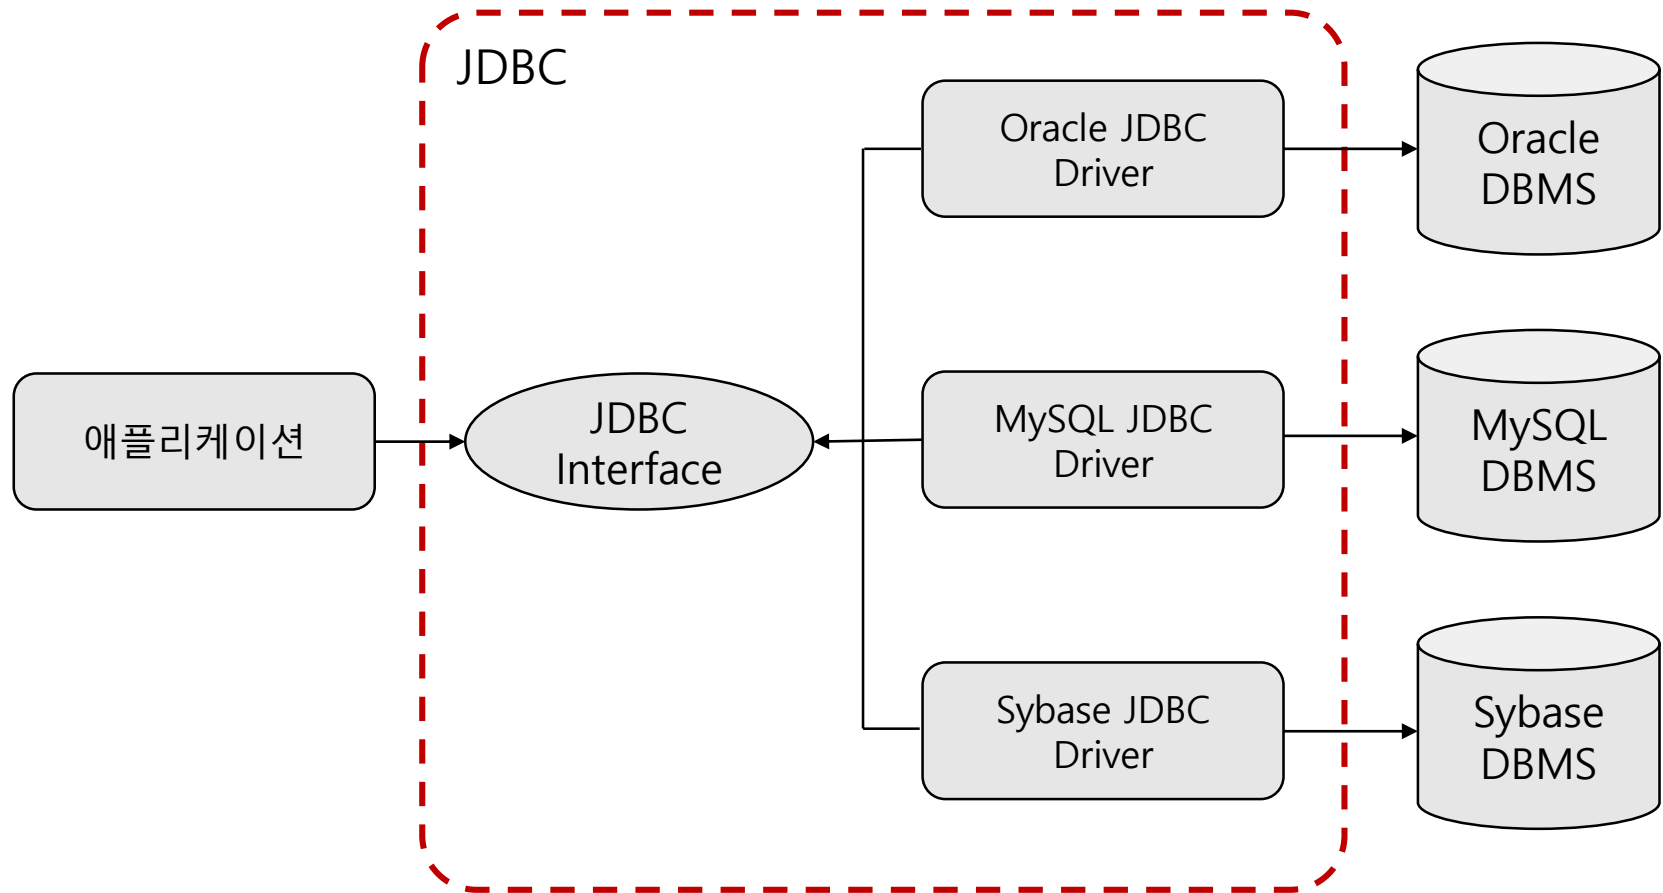 JDBC
Oracle JDBC
Driver
Oracle
DBMS
애플리케이션
JDBC
Interface
MySQL JDBC
Driver
MySQL
DBMS
Sybase JDBC
Driver
Sybase
DBMS